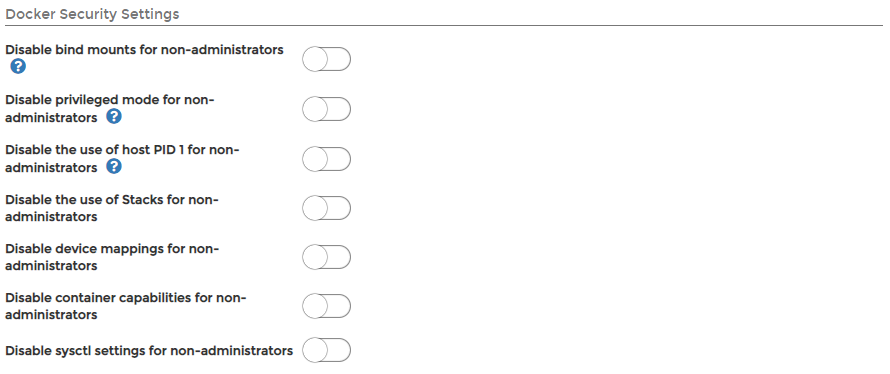 Docker Security Settings
Disable bind mounts for non-administrators
?
Disable privileged mode for non-
administrators ?
Disable the use of host PID 1 for non-
administrators ?
Disable the use of Stacks for non-
administrators
Disable device mappings for non-
administrators
Disable container capabilities for non-
administrators
Disable sysctl settings for non-administrators